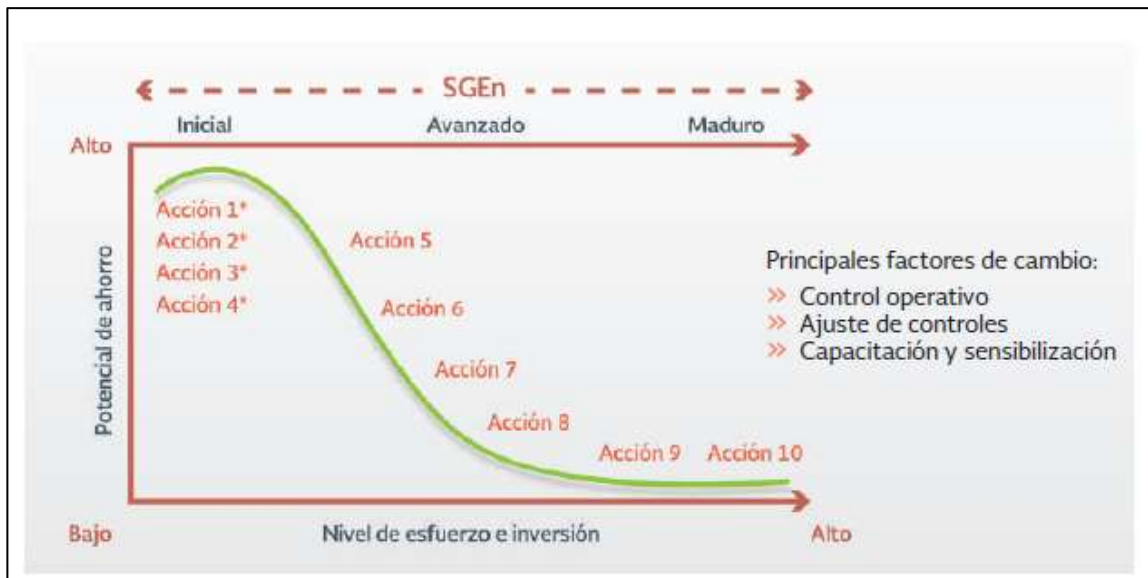 SGEn
Inicial Avanzado Maduro
Alto
Potencial de ahorro
Acción 1*
Acción 2*
Acción 3*
Acción 4*
Acción 5
Acción 6
Acción 7
Acción 8
Acción 9
Acción 10
Principales factores de cambio:
» Control operativo
» Ajuste de controles
» Capacitación y sensibilización
Bajo Nivel de esfuerzo e inversión Alto